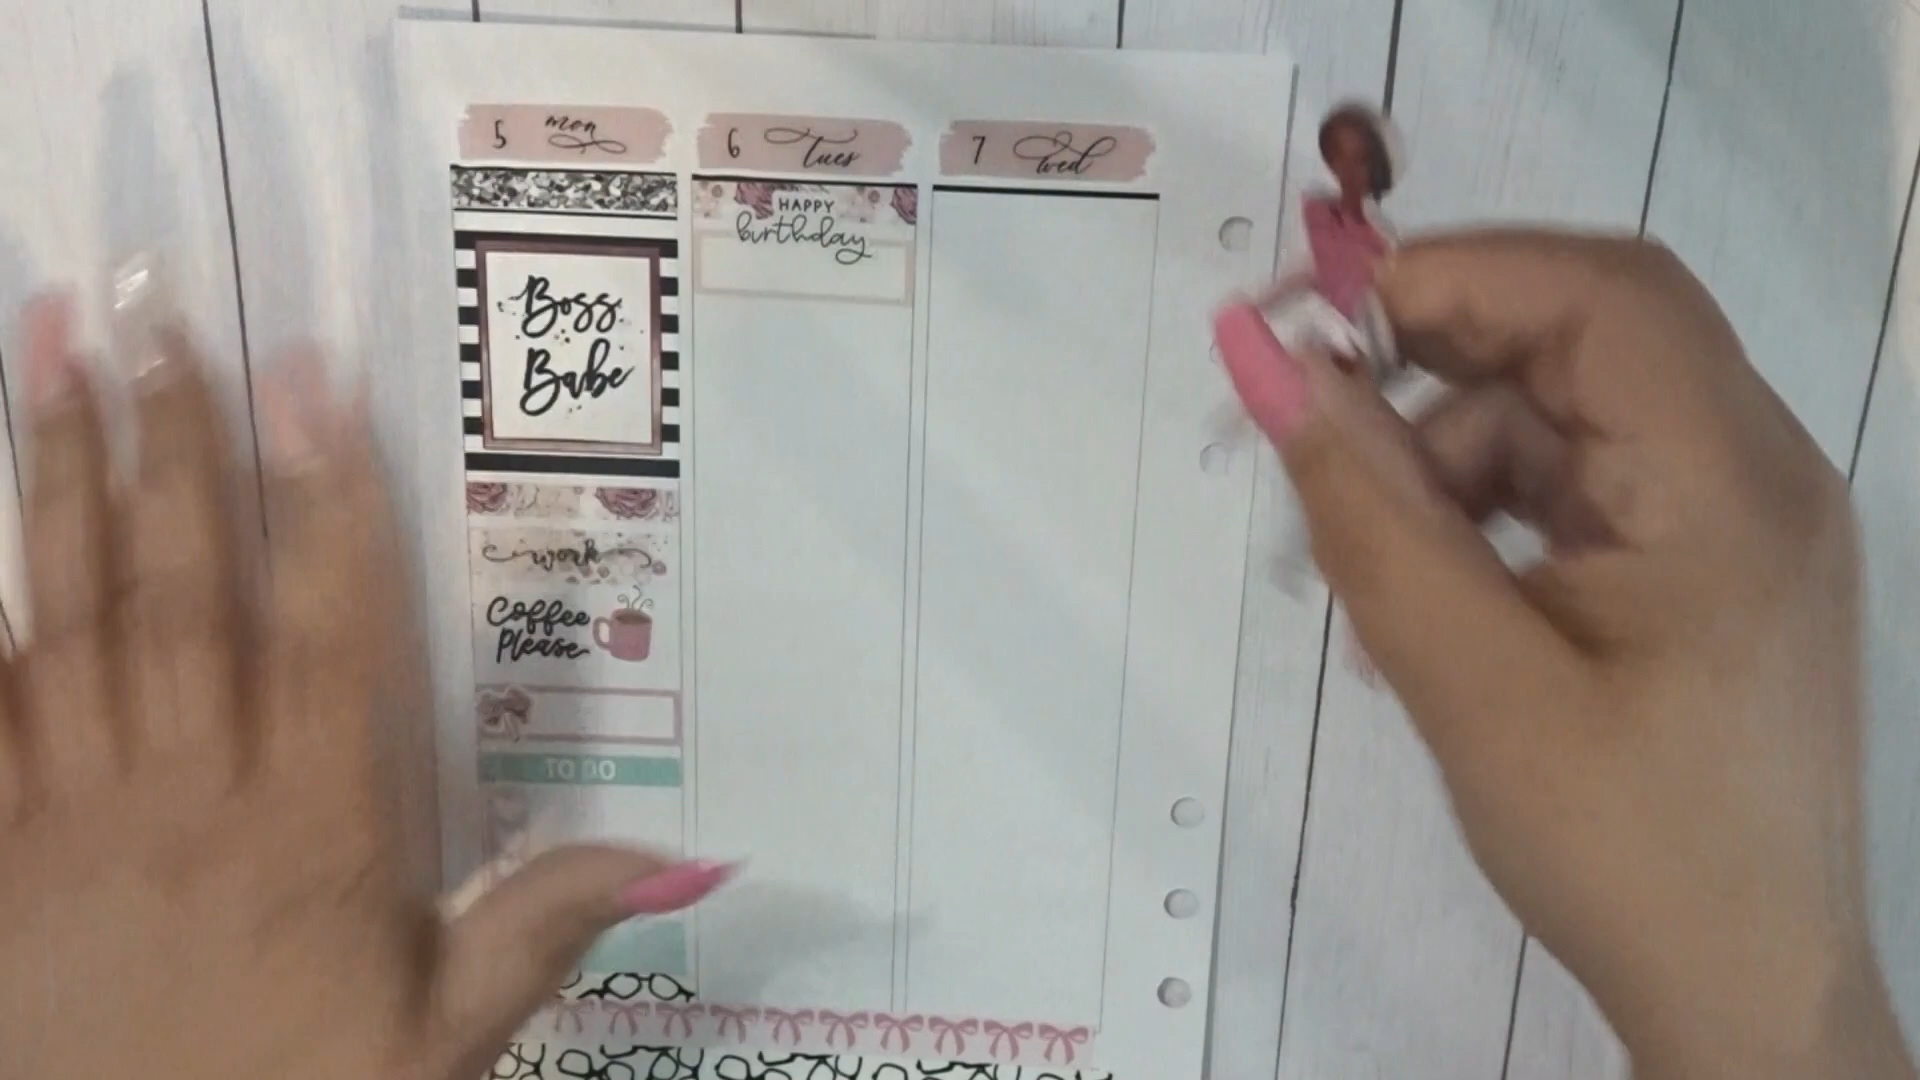 5 mon
6 Tues
7 wed
HAPPY
birthday
Boss
Babe
work
Coffee
Please
TO DO